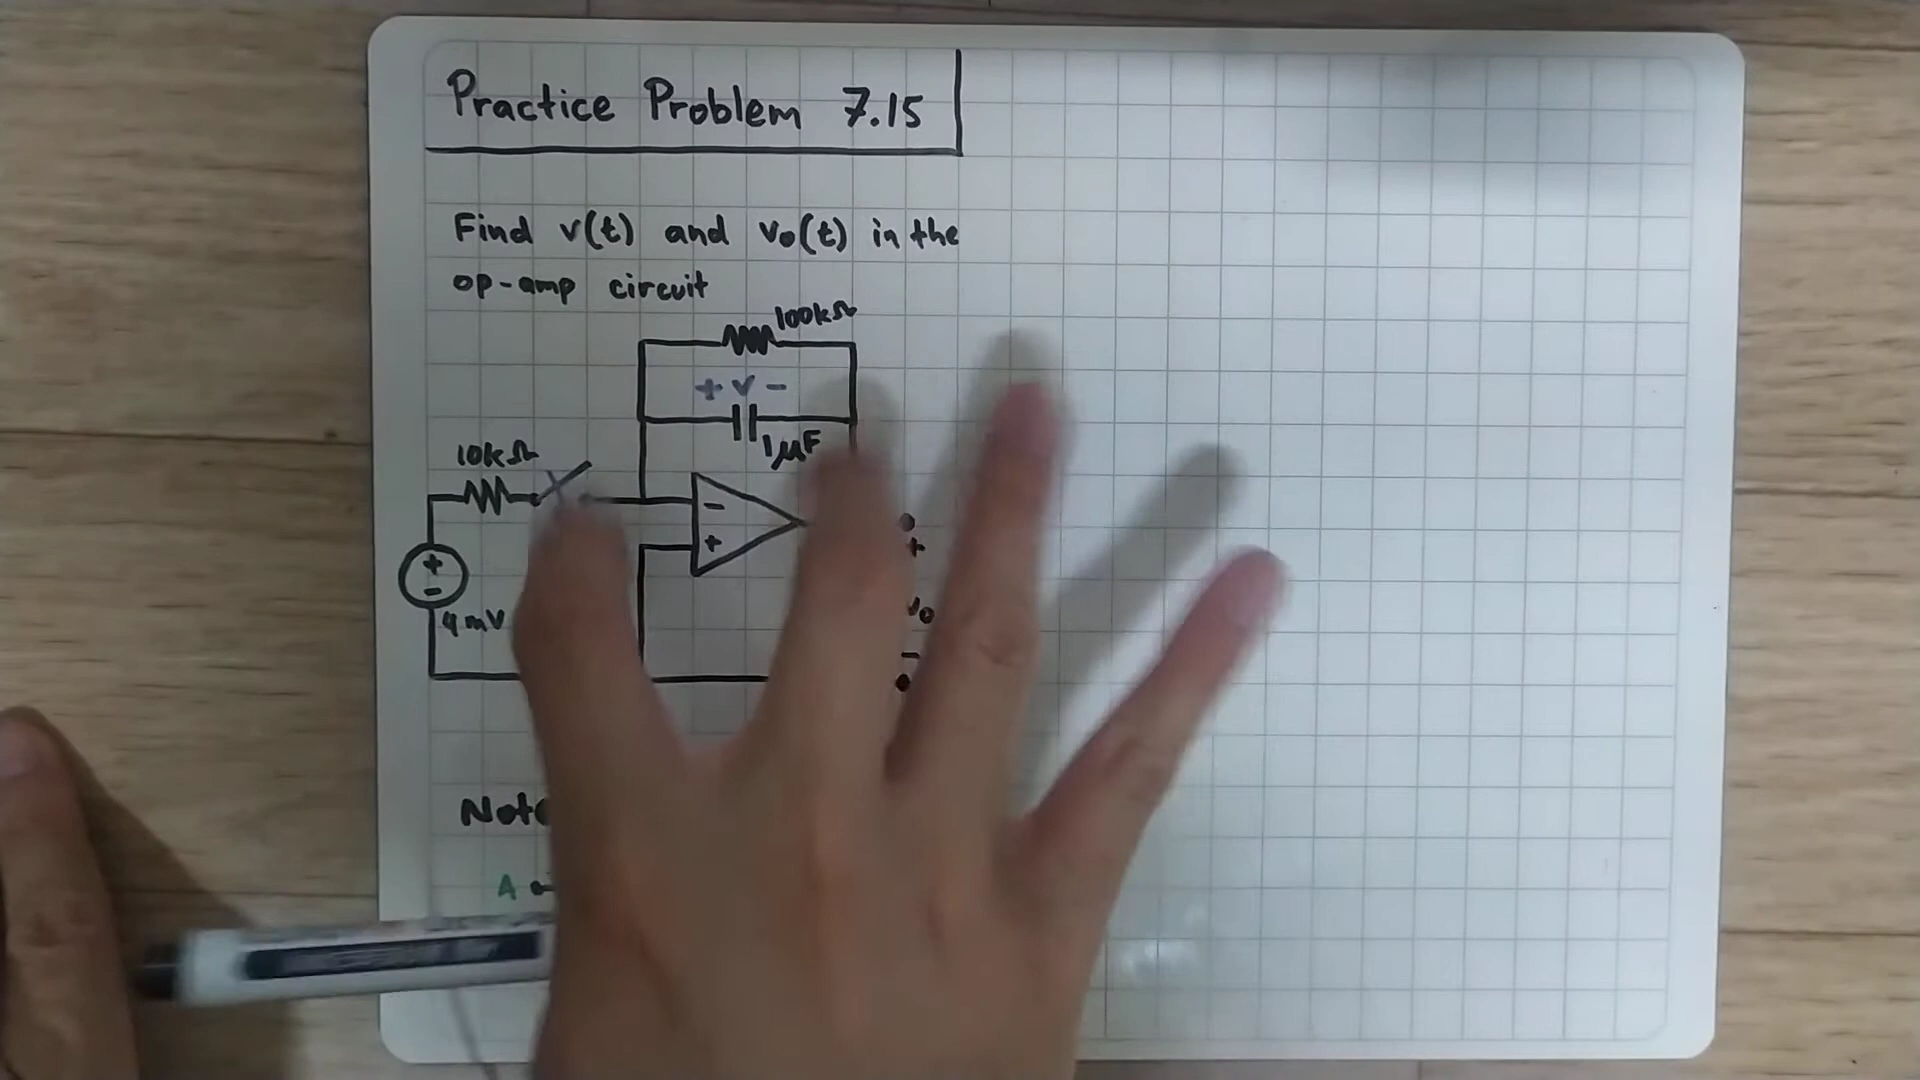 Practice Problem 7.15
Find v(t) and vo(t) in the
op-amp circuit
100kΩ
+ v -
1μF
10kΩ
-
+
+
-
4mV
+
vo
-
A